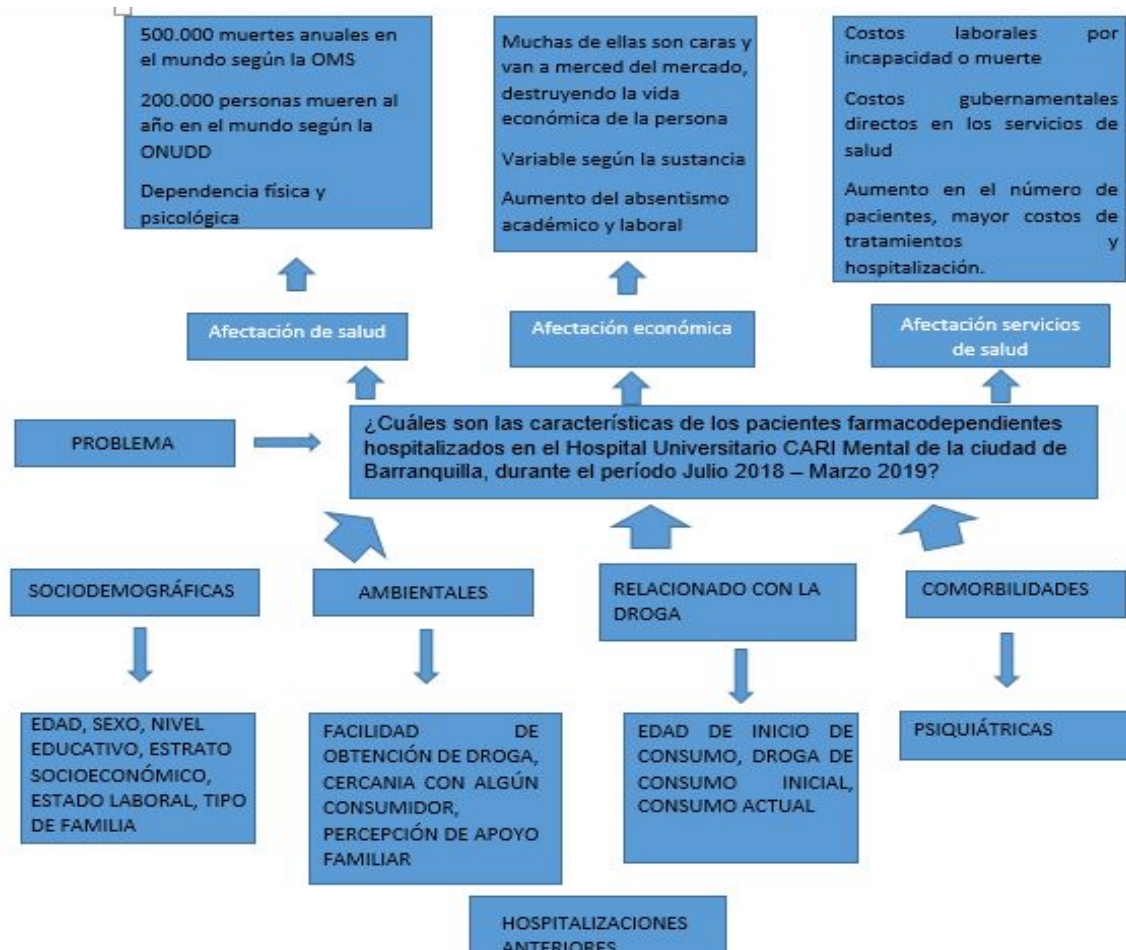 500.000 muertes anuales en
el mundo según la OMS
200.000 personas mueren al
año en el mundo según la
ONUDD
Dependencia física y
psicológica
Muchas de ellas son caras y
van a merced del mercado,
destruyendo la vida
económica de la persona
Variable según la sustancia
Aumento del absentismo
académico y laboral
Costos laborales por
incapacidad o muerte
Costos gubernamentales
directos en los servicios de
salud
Aumento en el número de
pacientes, mayor costos de
tratamientos y
hospitalización.
Afectación de salud
Afectación económica
Afectación servicios
de salud
PROBLEMA
¿Cuáles son las características de los pacientes farmacodependientes
hospitalizados en el Hospital Universitario CARI Mental de la ciudad de
Barranquilla, durante el período Julio 2018 – Marzo 2019?
SOCIODEMOGRÁFICAS
AMBIENTALES
RELACIONADO CON LA
DROGA
COMORBILIDADES
EDAD, SEXO, NIVEL
EDUCATIVO, ESTRATO
SOCIOECONÓMICO,
ESTADO LABORAL, TIPO
DE FAMILIA
FACILIDAD DE
OBTENCIÓN DE DROGA,
CERCANIA CON ALGÚN
CONSUMIDOR,
PERCEPCIÓN DE APOYO
FAMILIAR
EDAD DE INICIO DE
CONSUMO, DROGA DE
CONSUMO INICIAL,
CONSUMO ACTUAL
PSIQUIÁTRICAS
HOSPITALIZACIONES
ANTERIORES